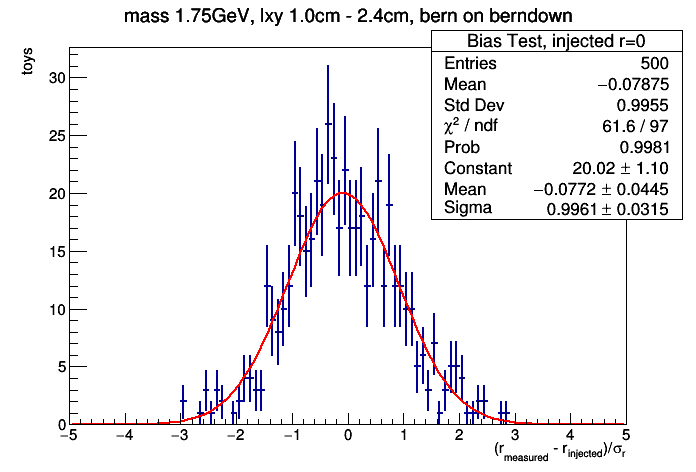 mass 1.75GeV, lxy 1.0cm - 2.4cm, bern on berndown
Bias Test, injected r=0
Entries 500
Mean −0.07875
Std Dev 0.9955
χ² / ndf 61.6 / 97
Prob 0.9981
Constant 20.02 ± 1.10
Mean −0.0772 ± 0.0445
Sigma 0.9961 ± 0.0315
toys
30
25
20
15
10
5
0
−5 −4 −3 −2 −1 0 1 2 3 4 5
(r_measured - r_injected)/σ_r